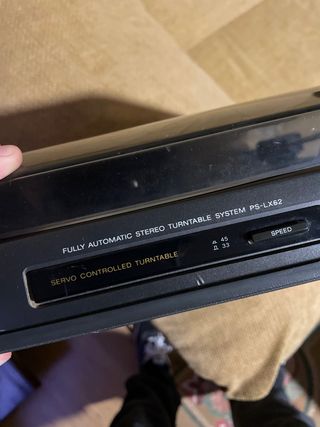 FULLY AUTOMATIC STEREO TURNTABLE SYSTEM PS-LX62
45
33
SPEED
SERVO CONTROLLED TURNTABLE